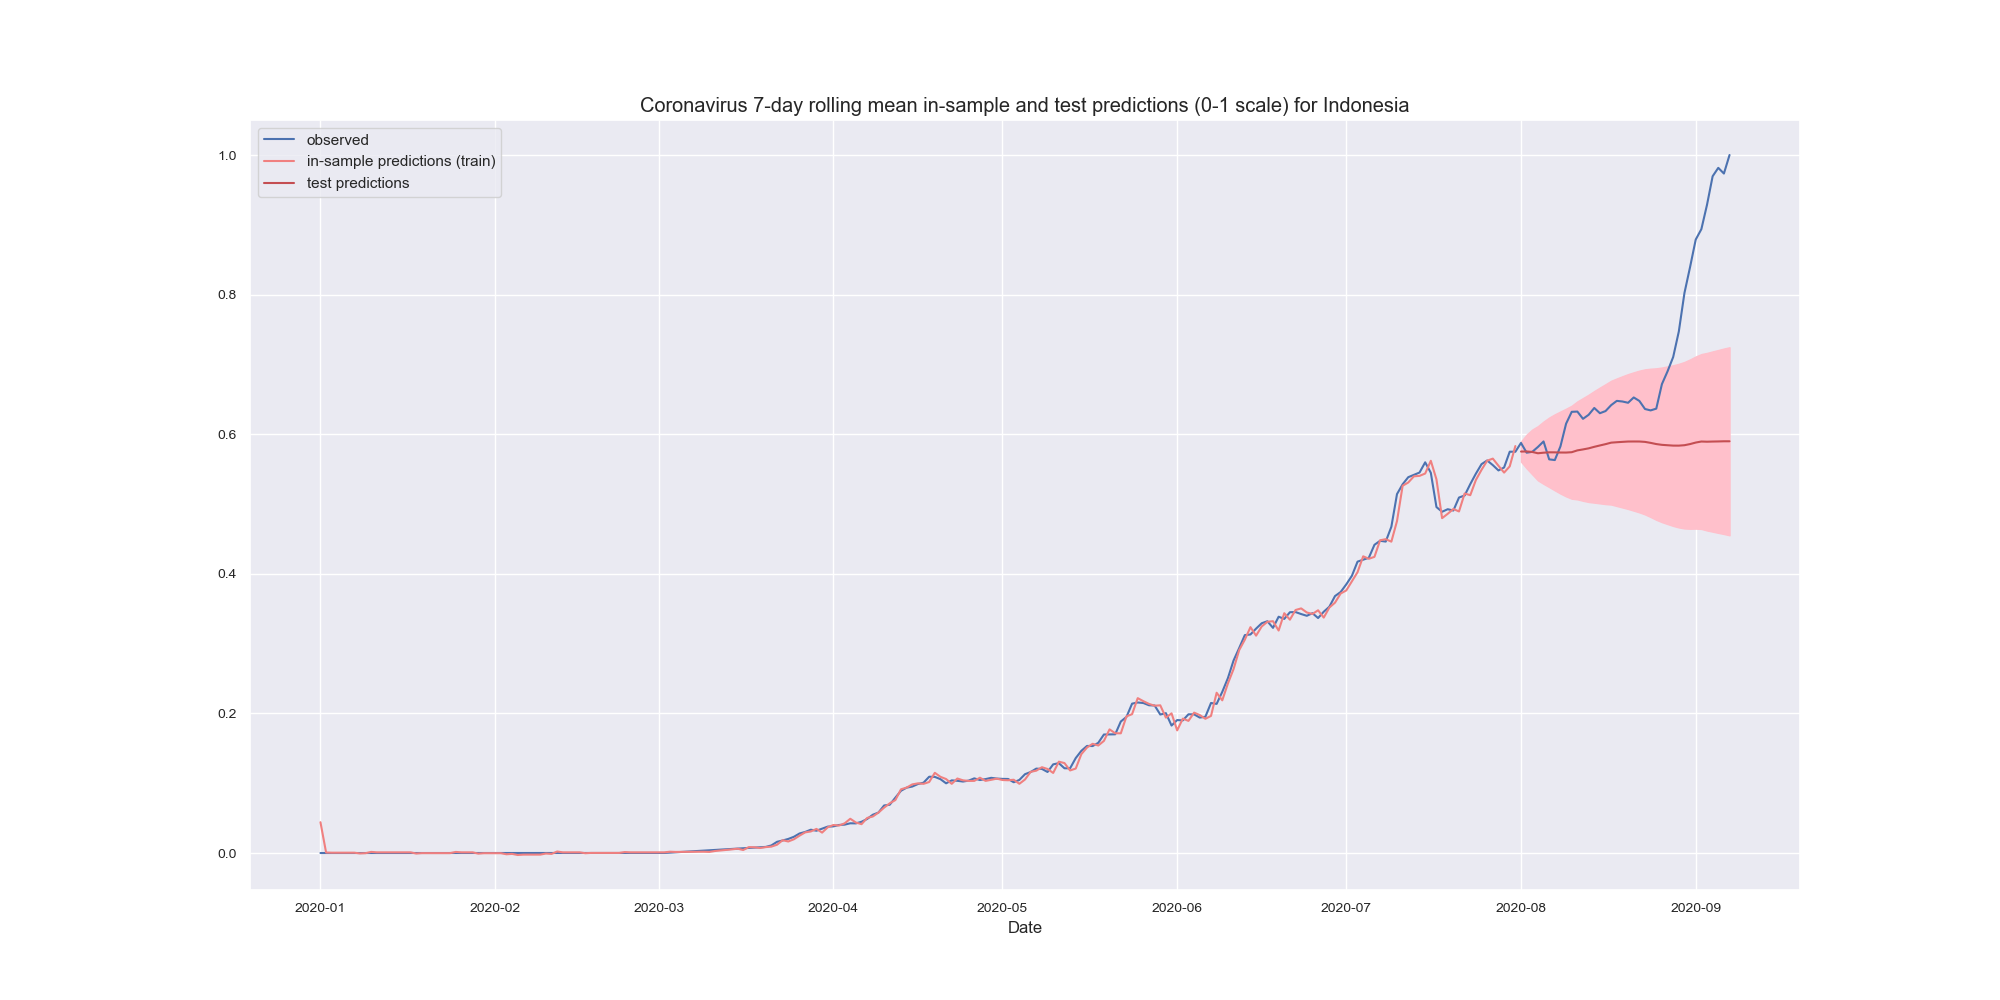 Coronavirus 7-day rolling mean in-sample and test predictions (0-1 scale) for Indonesia
observed
in-sample predictions (train)
test predictions
1.0
0.8
0.6
0.4
0.2
0.0
2020-01 2020-02 2020-03 2020-04 2020-05 2020-06 2020-07 2020-08 2020-09
Date